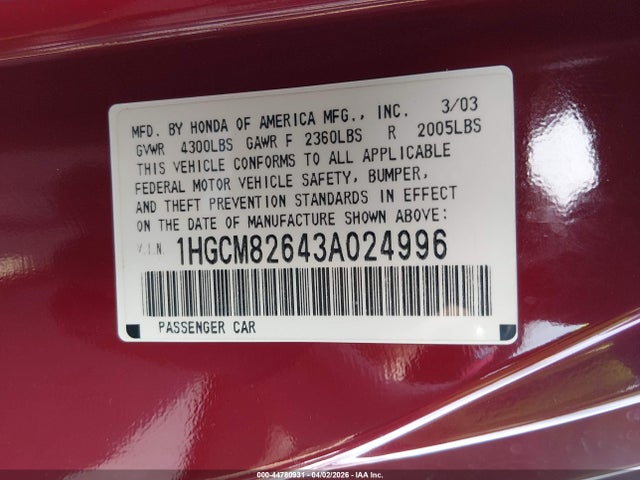 MFD. BY HONDA OF AMERICA MFG., INC. 3/03
GVWR 4300LBS GAWR F 2360LBS R 2005LBS
THIS VEHICLE CONFORMS TO ALL APPLICABLE
FEDERAL MOTOR VEHICLE SAFETY, BUMPER,
AND THEFT PREVENTION STANDARDS IN EFFECT
ON THE DATE OF MANUFACTURE SHOWN ABOVE:
V.I.N. 1HGCM82643A024996
PASSENGER CAR
000-44780931 - 04/02/2026 - IAA Inc.